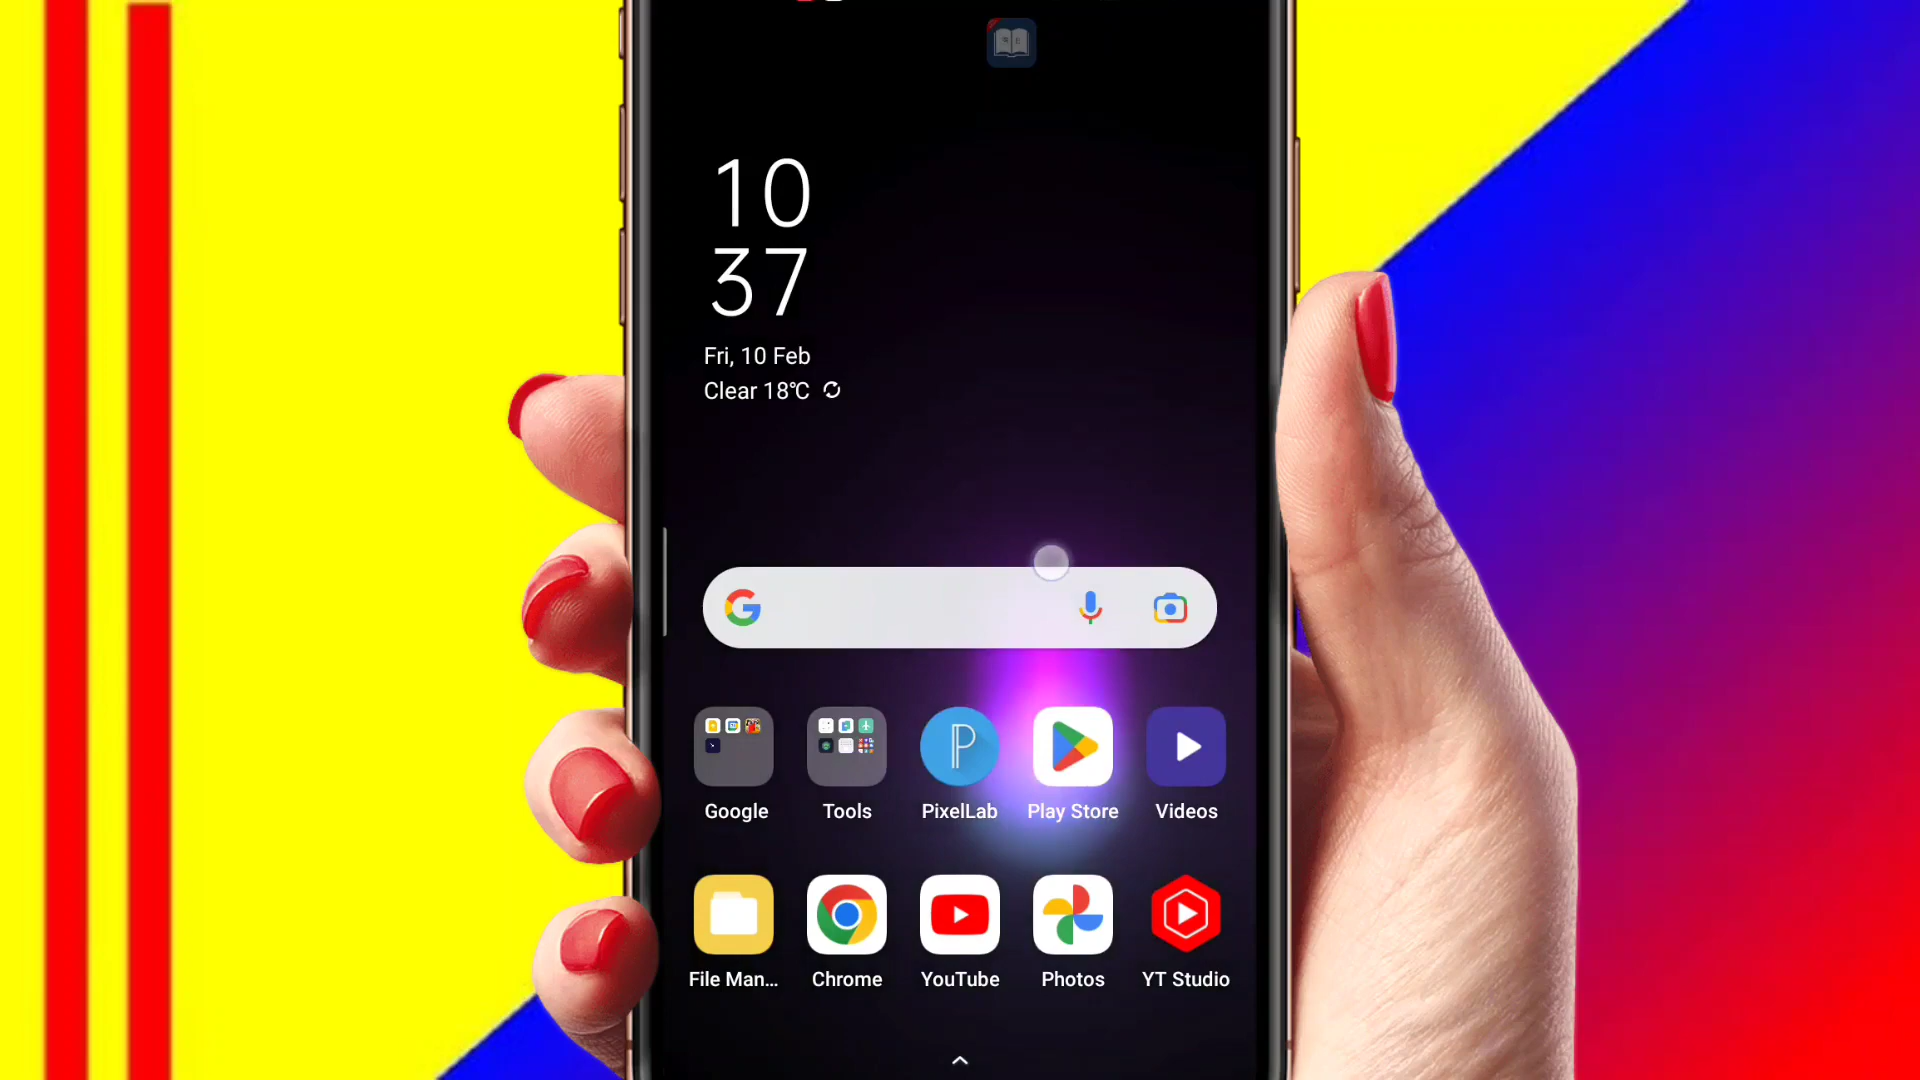 10
37
Fri, 10 Feb
Clear 18℃
Google
Tools
PixelLab
Play Store
Videos
File Man...
Chrome
YouTube
Photos
YT Studio